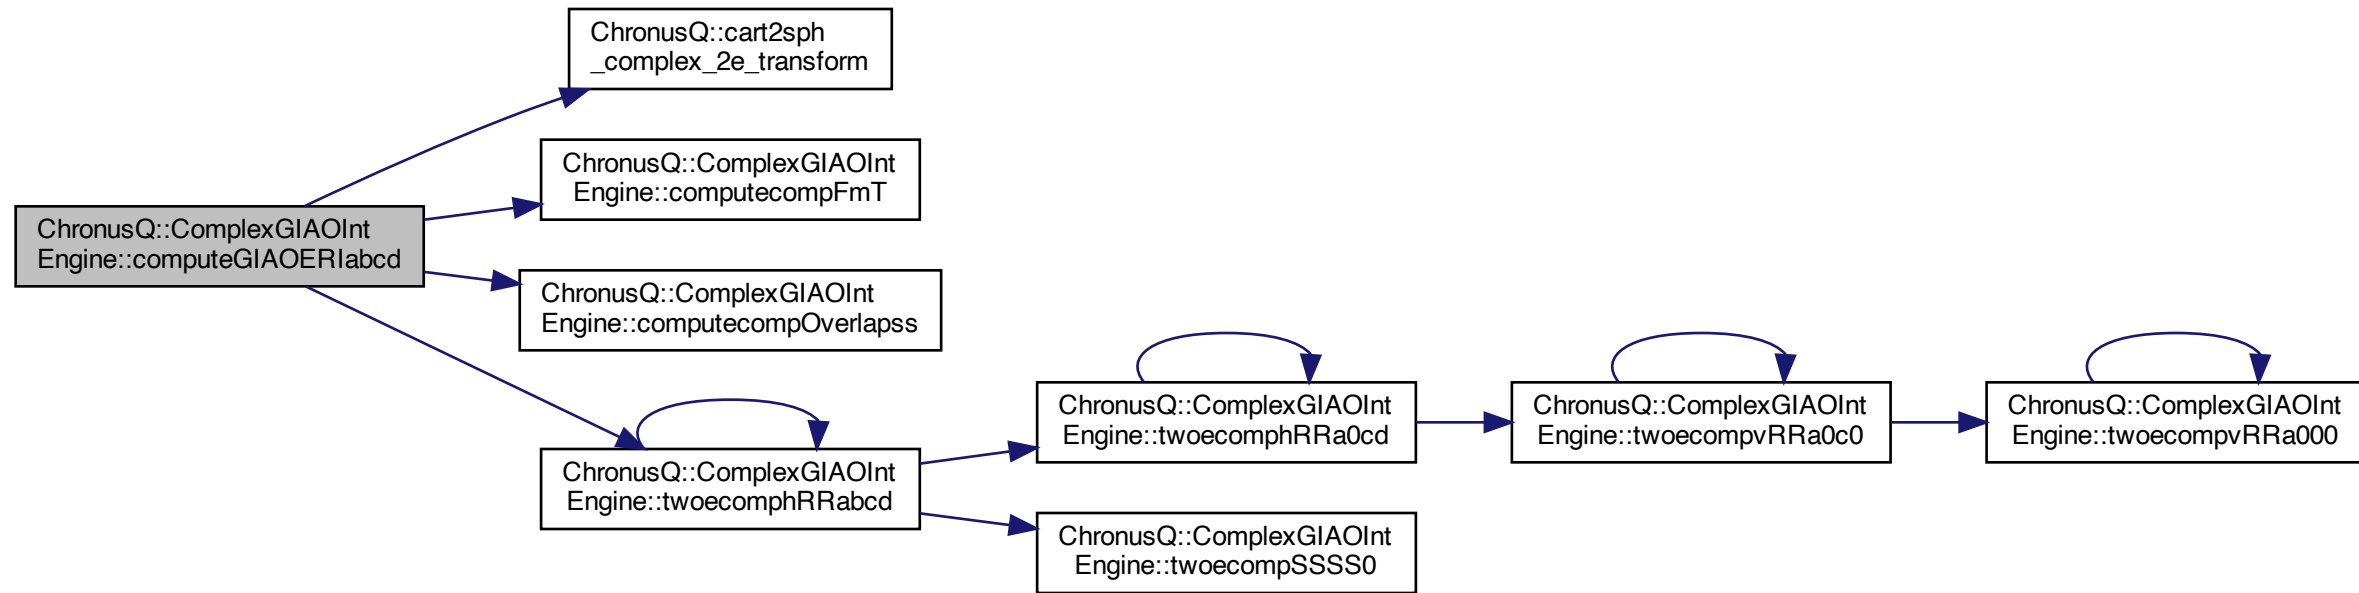 ChronusQ::cart2sph
_complex_2e_transform
ChronusQ::ComplexGIAOInt
Engine::computecompFmT
ChronusQ::ComplexGIAOInt
Engine::computeGIAOERIabcd
ChronusQ::ComplexGIAOInt
Engine::computecompOverlapss
ChronusQ::ComplexGIAOInt
Engine::twoecomphRRabcd
ChronusQ::ComplexGIAOInt
Engine::twoecomphRRa0cd
ChronusQ::ComplexGIAOInt
Engine::twoecompvRRa0c0
ChronusQ::ComplexGIAOInt
Engine::twoecompvRRa000
ChronusQ::ComplexGIAOInt
Engine::twoecompSSSS0